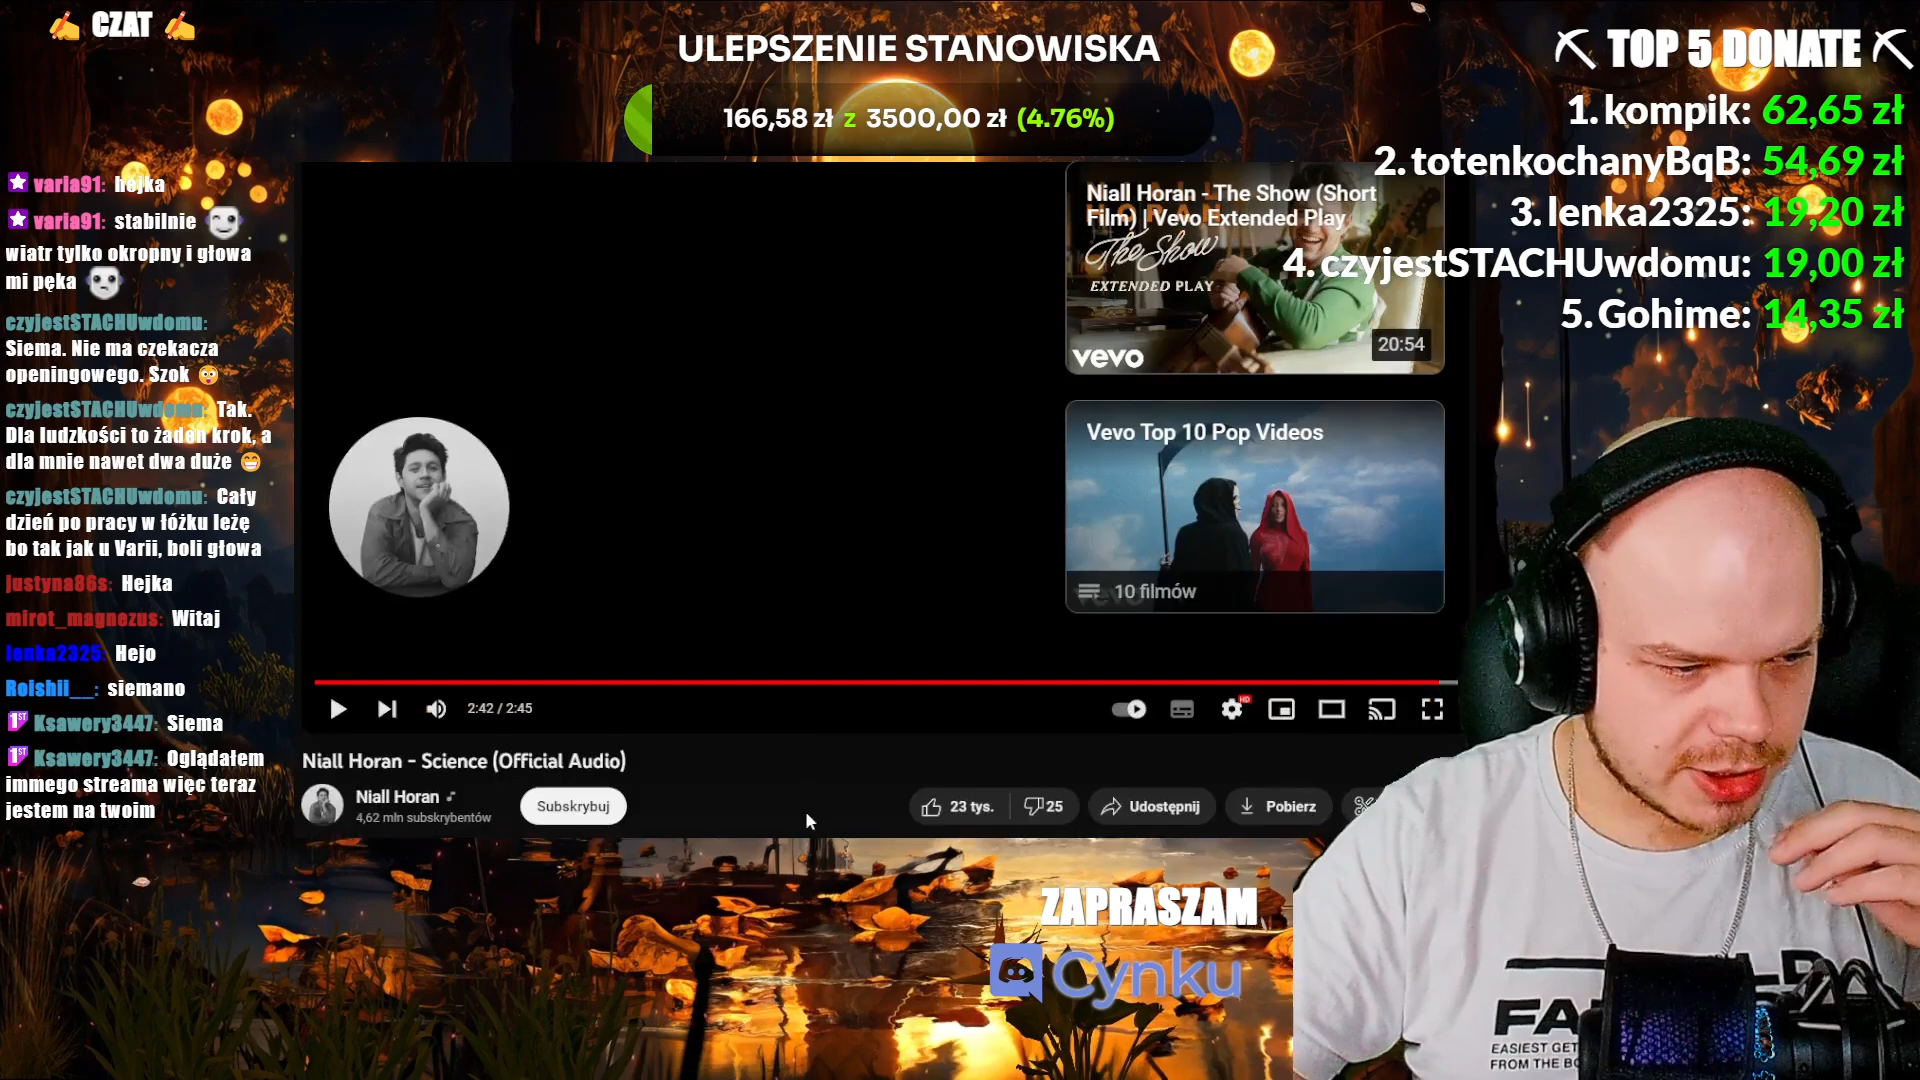 ✍ CZAT ✍
varia91: hejka
varia91: stabilnie
wiatr tylko okropny i głowa
mi pęka
czyjestSTACHUwdomu:
Siema. Nie ma czekacza
openingowego. Szok 😳
czyjestSTACHUwdomu: Tak.
Dla ludzkości to żaden krok, a
dla mnie nawet dwa duże 😁
czyjestSTACHUwdomu: Cały
dzień po pracy w łóżku leżę
bo tak jak u Varii, boli głowa
justyna86s: Hejka
mirot_magnezus: Witaj
lenka2325: Hejo
Roishii__: siemano
1ST Ksawery3447: Siema
1ST Ksawery3447: Oglądałem
immego streama więc teraz
jestem na twoim
ULEPSZENIE STANOWISKA
166,58 zł z 3500,00 zł (4.76%)
TOP 5 DONATE
1. kompik: 62,65 zł
2. totenkochanyBqB: 54,69 zł
3. lenka2325: 19,20 zł
4. czyjestSTACHUwdomu: 19,00 zł
5. Gohime: 14,35 zł
Niall Horan - The Show (Short
Film) | Vevo Extended Play
The Show
EXTENDED PLAY
vevo
20:54
Vevo Top 10 Pop Videos
10 filmów
2:42 / 2:45
HD
Niall Horan - Science (Official Audio)
Niall Horan
4,62 mln subskrybentów
Subskrybuj
23 tys.
25
Udostępnij
Pobierz
ZAPRASZAM
Cynku
EASIEST GET
FROM THE